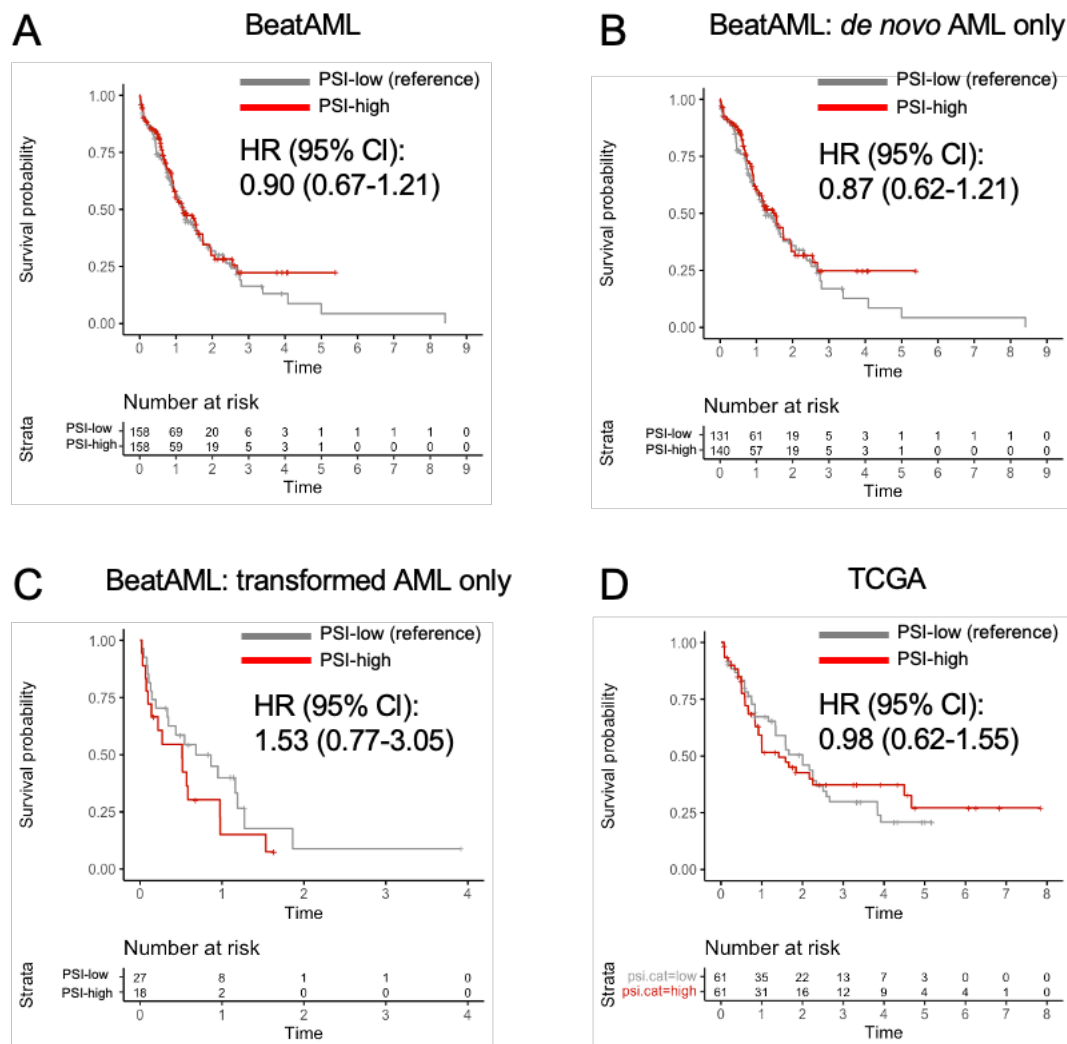 A
BeatAML
PSI-low (reference)
PSI-high
HR (95% CI):
0.90 (0.67-1.21)
Survival probability
1.00
0.75
0.50
0.25
0.00
0 1 2 3 4 5 6 7 8 9
Time
Number at risk
Strata
PSI-low 158 69 20 6 3 1 1 1 1 0
PSI-high 158 59 19 5 3 1 0 0 0 0
0 1 2 3 4 5 6 7 8 9
Time
B
BeatAML: de novo AML only
PSI-low (reference)
PSI-high
HR (95% CI):
0.87 (0.62-1.21)
Survival probability
1.00
0.75
0.50
0.25
0.00
0 1 2 3 4 5 6 7 8 9
Time
Number at risk
Strata
PSI-low 131 61 19 5 3 1 1 1 1 0
PSI-high 140 57 19 5 3 1 0 0 0 0
0 1 2 3 4 5 6 7 8 9
Time
C
BeatAML: transformed AML only
PSI-low (reference)
PSI-high
HR (95% CI):
1.53 (0.77-3.05)
Survival probability
1.00
0.75
0.50
0.25
0.00
0 1 2 3 4
Time
Number at risk
Strata
PSI-low 27 8 1 1 0
PSI-high 18 2 0 0 0
0 1 2 3 4
Time
D
TCGA
PSI-low (reference)
PSI-high
HR (95% CI):
0.98 (0.62-1.55)
Survival probability
1.00
0.75
0.50
0.25
0.00
0 1 2 3 4 5 6 7 8
Time
Number at risk
Strata
psi.cat=low 61 35 22 13 7 3 0 0 0
psi.cat=high 61 31 16 12 9 4 4 1 0
0 1 2 3 4 5 6 7 8
Time